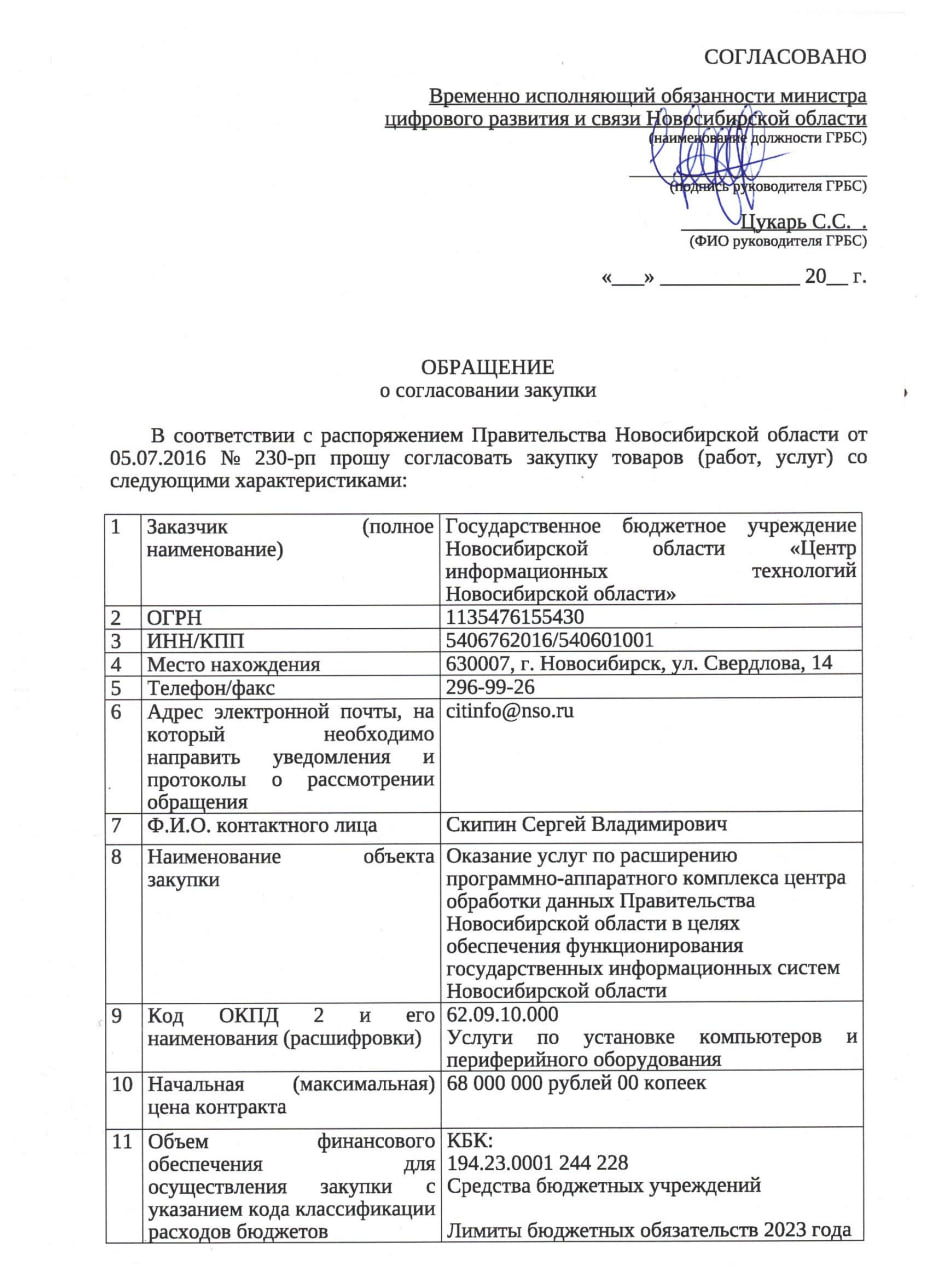 СОГЛАСОВАНО
Временно исполняющий обязанности министра
цифрового развития и связи Новосибирской области
(наименование должности ГРБС)
(подпись руководителя ГРБС)
Цукарь С.С. .
(ФИО руководителя ГРБС)
«___» _____________ 20__ г.
ОБРАЩЕНИЕ
о согласовании закупки
В соответствии с распоряжением Правительства Новосибирской области от
05.07.2016 № 230-рп прошу согласовать закупку товаров (работ, услуг) со
следующими характеристиками:
1 Заказчик (полное наименование)
Государственное бюджетное учреждение
Новосибирской области «Центр
информационных технологий
Новосибирской области»
2 ОГРН 1135476155430
3 ИНН/КПП 5406762016/540601001
4 Место нахождения 630007, г. Новосибирск, ул. Свердлова, 14
5 Телефон/факс 296-99-26
6 Адрес электронной почты, на
который необходимо
направить уведомления и
протоколы о рассмотрении
обращения
citinfo@nso.ru
7 Ф.И.О. контактного лица Скипин Сергей Владимирович
8 Наименование объекта
закупки
Оказание услуг по расширению
программно-аппаратного комплекса центра
обработки данных Правительства
Новосибирской области в целях
обеспечения функционирования
государственных информационных систем
Новосибирской области
9 Код ОКПД 2 и его
наименования (расшифровки)
62.09.10.000
Услуги по установке компьютеров и
периферийного оборудования
10 Начальная (максимальная)
цена контракта
68 000 000 рублей 00 копеек
11 Объем финансового
обеспечения для
осуществления закупки с
указанием кода классификации
расходов бюджетов
КБК:
194.23.0001 244 228
Средства бюджетных учреждений
Лимиты бюджетных обязательств 2023 года